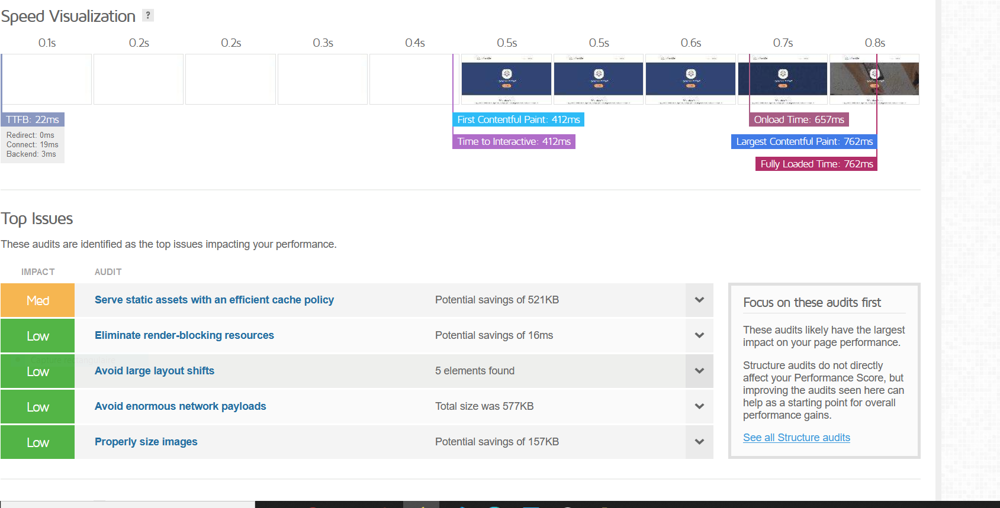 Speed Visualization ?
0.1s 0.2s 0.2s 0.3s 0.4s 0.5s 0.5s 0.6s 0.7s 0.8s
TTFB: 22ms
Redirect: 0ms
Connect: 19ms
Backend: 3ms
First Contentful Paint: 412ms
Time to Interactive: 412ms
Onload Time: 657ms
Largest Contentful Paint: 762ms
Fully Loaded Time: 762ms
Top Issues
These audits are identified as the top issues impacting your performance.
IMPACT AUDIT
Med Serve static assets with an efficient cache policy Potential savings of 521KB
Low Eliminate render-blocking resources Potential savings of 16ms
Capture rectangulaire
Low Avoid large layout shifts 5 elements found
Low Avoid enormous network payloads Total size was 577KB
Low Properly size images Potential savings of 157KB
Focus on these audits first
These audits likely have the largest
impact on your page performance.
Structure audits do not directly
affect your Performance Score, but
improving the audits seen here can
help as a starting point for overall
performance gains.
See all Structure audits